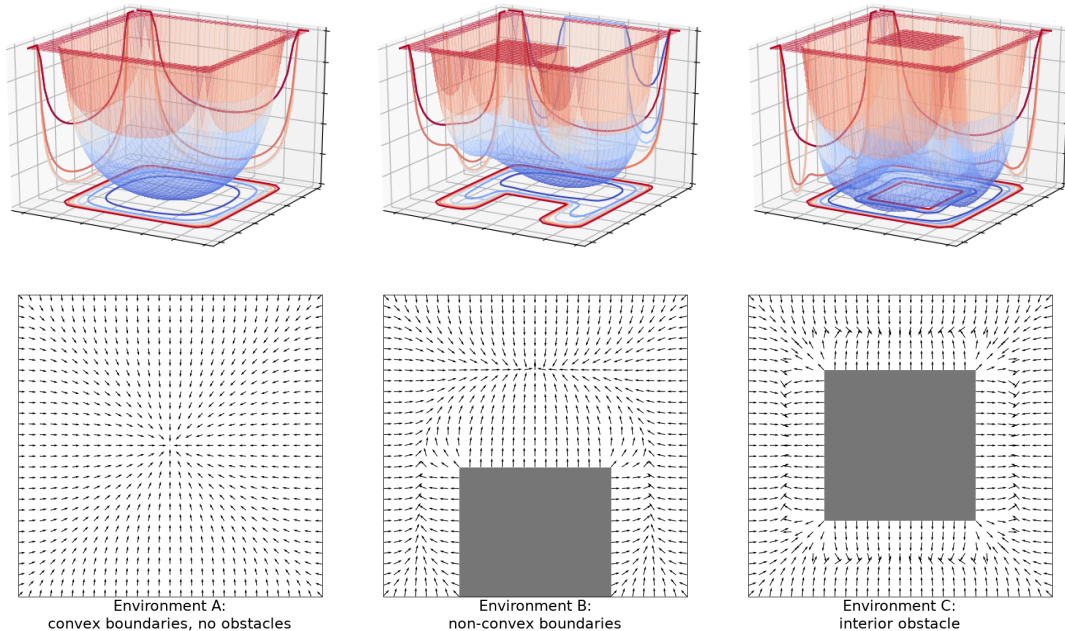 Environment A:
convex boundaries, no obstacles
Environment B:
non-convex boundaries
Environment C:
interior obstacle